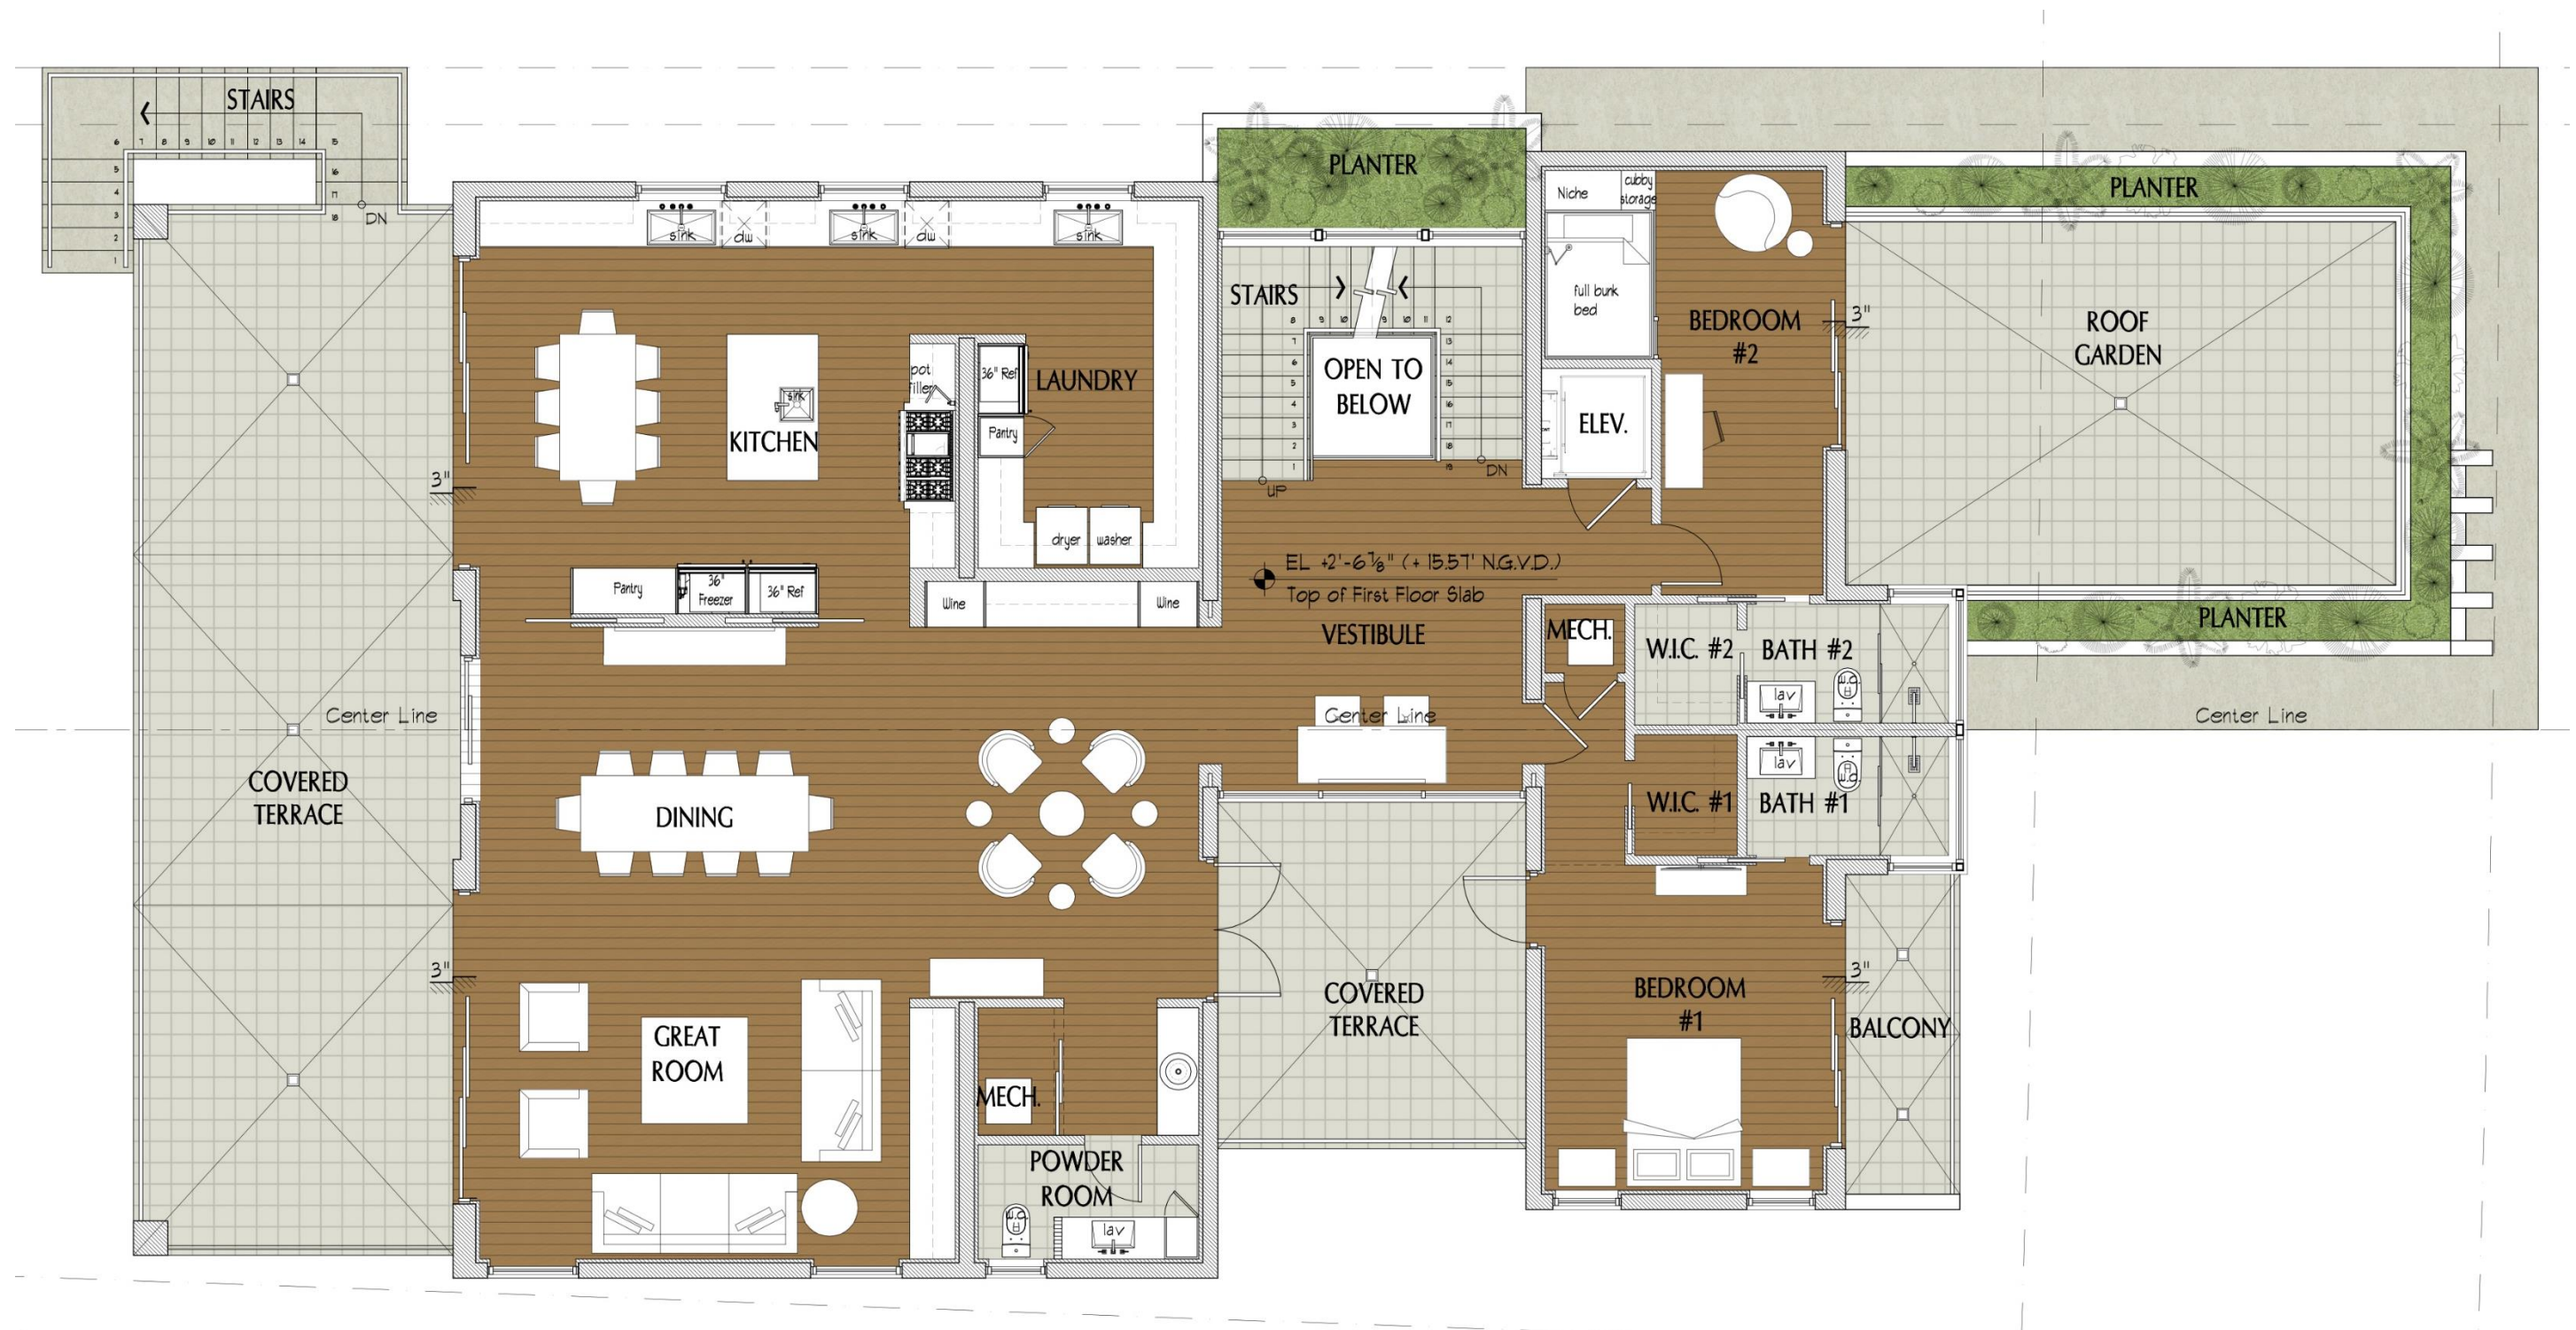 STAIRS
DN
PLANTER
PLANTER
Niche
cubby
storage
full bunk
bed
sink
dw
sink
dw
sink
STAIRS
BEDROOM
#2
3"
ROOF
GARDEN
OPEN TO
BELOW
ELEV.
pot
filler
36" Ref
LAUNDRY
Pantry
sink
KITCHEN
3"
UP
DN
dryer
washer
EL +2'-6⅞" (+ 15.57' N.G.V.D.)
Top of First Floor Slab
VESTIBULE
Pantry
36"
Freezer
36" Ref
Wine
Wine
MECH.
W.I.C. #2
BATH #2
lav
w.c.
PLANTER
Center Line
Center Line
Center Line
COVERED
TERRACE
DINING
W.I.C. #1
BATH #1
lav
w.c.
3"
COVERED
TERRACE
BEDROOM
#1
3"
BALCONY
GREAT
ROOM
MECH.
POWDER
ROOM
w.c.
lav